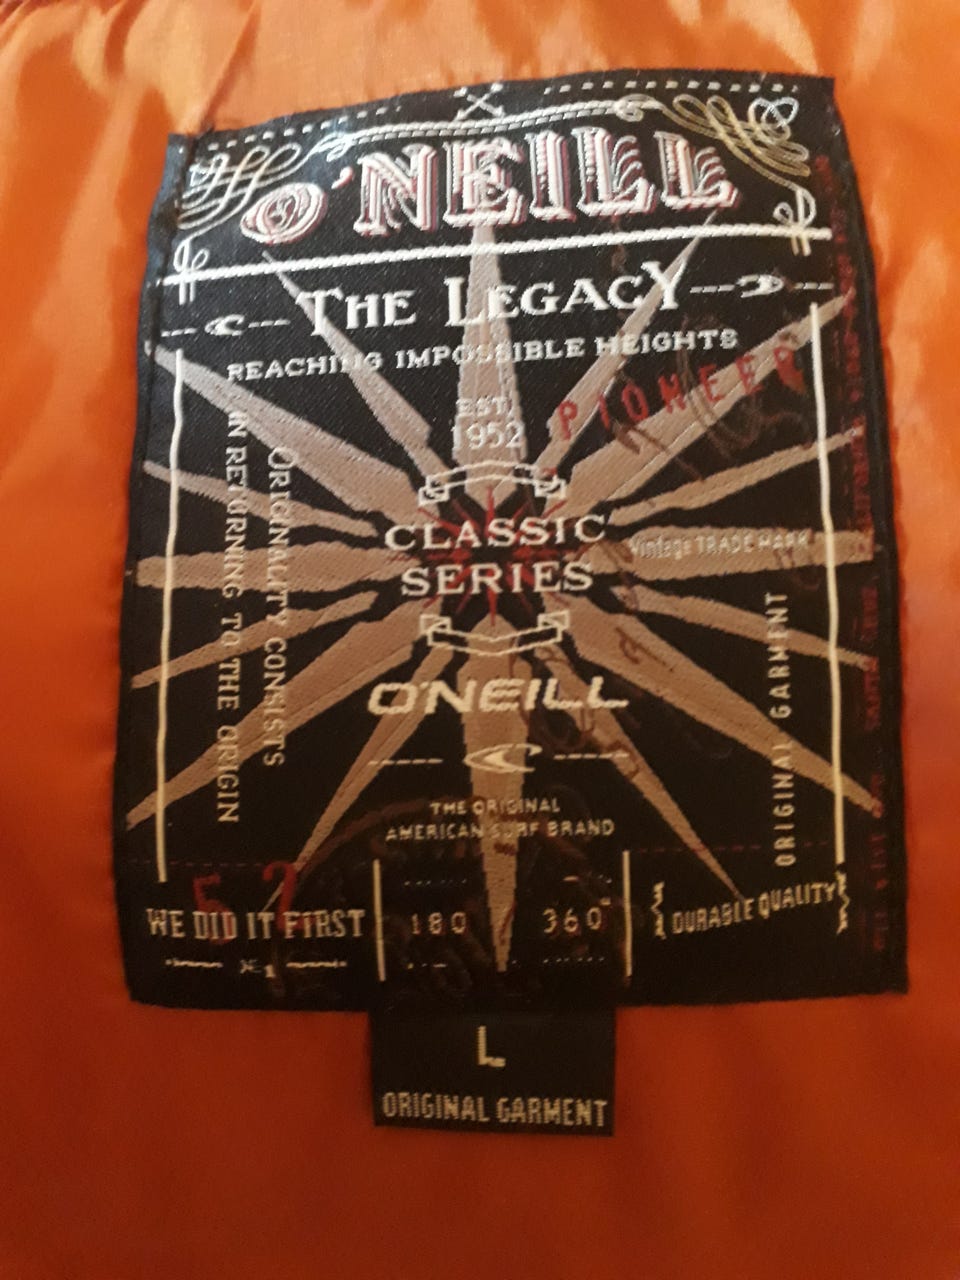 O'NEILL
THE LEGACY
REACHING IMPOSSIBLE HEIGHTS
PIONEER
EST.
1952
ORIGINALITY CONSISTS
IN RETURNING TO THE ORIGIN
CLASSIC
SERIES
Vintage TRADE MARK
O'NEILL
ORIGINAL GARMENT
THE ORIGINAL
AMERICAN SURF BRAND
52
WE DID IT FIRST
180
360
DURABLE QUALITY
L
ORIGINAL GARMENT